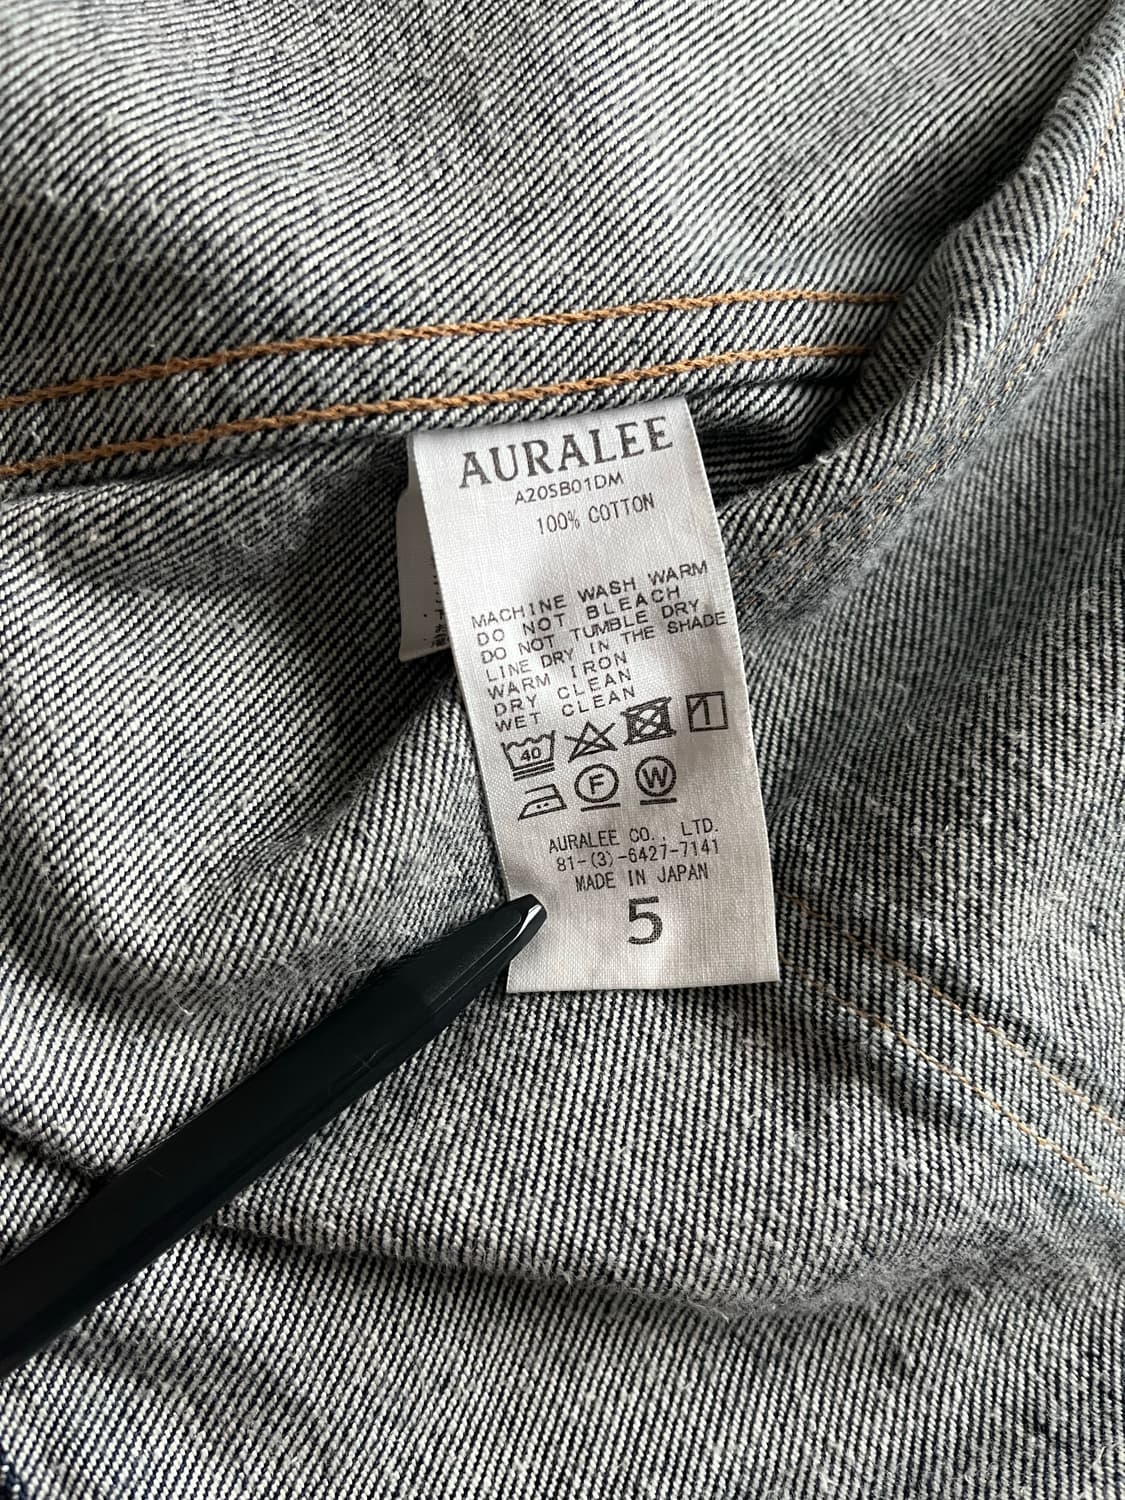 AURALEE
A20SB01DM
100% COTTON
MACHINE WASH WARM
DO NOT BLEACH
DO NOT TUMBLE DRY
LINE DRY IN THE SHADE
WARM IRON
DRY CLEAN
WET CLEAN
40
F W
AURALEE CO., LTD.
81-(3)-6427-7141
MADE IN JAPAN
5